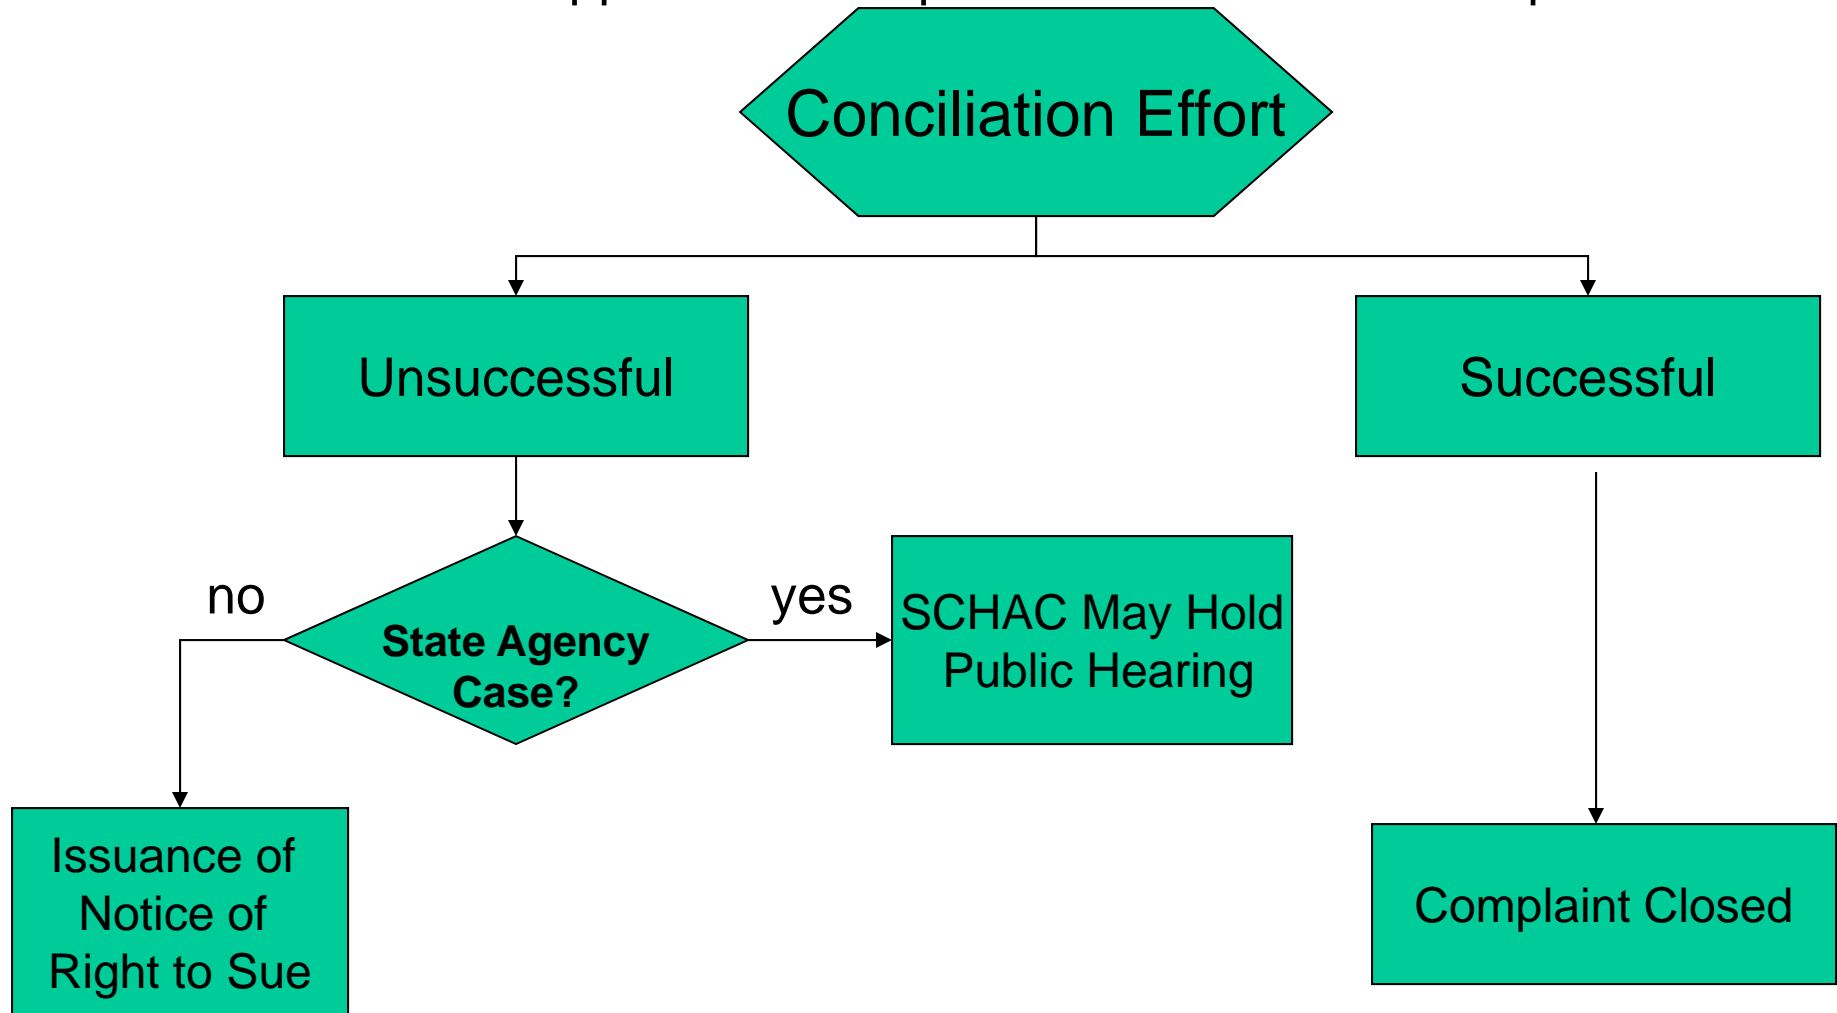 Conciliation Effort
Unsuccessful
Successful
no
yes
State Agency
Case?
SCHAC May Hold
Public Hearing
Issuance of
Notice of
Right to Sue
Complaint Closed